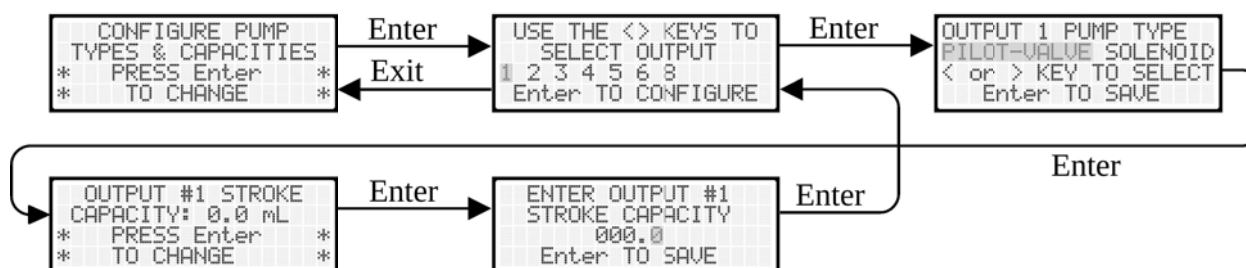 CONFIGURE PUMP
TYPES & CAPACITIES
* PRESS Enter *
* TO CHANGE *
Enter
Exit
USE THE <> KEYS TO
SELECT OUTPUT
1 2 3 4 5 6 8
Enter TO CONFIGURE
Enter
OUTPUT 1 PUMP TYPE
PILOT-VALVE SOLENOID
< or > KEY TO SELECT
Enter TO SAVE
Enter
OUTPUT #1 STROKE
CAPACITY: 0.0 mL
* PRESS Enter *
* TO CHANGE *
Enter
ENTER OUTPUT #1
STROKE CAPACITY
000.0
Enter TO SAVE
Enter